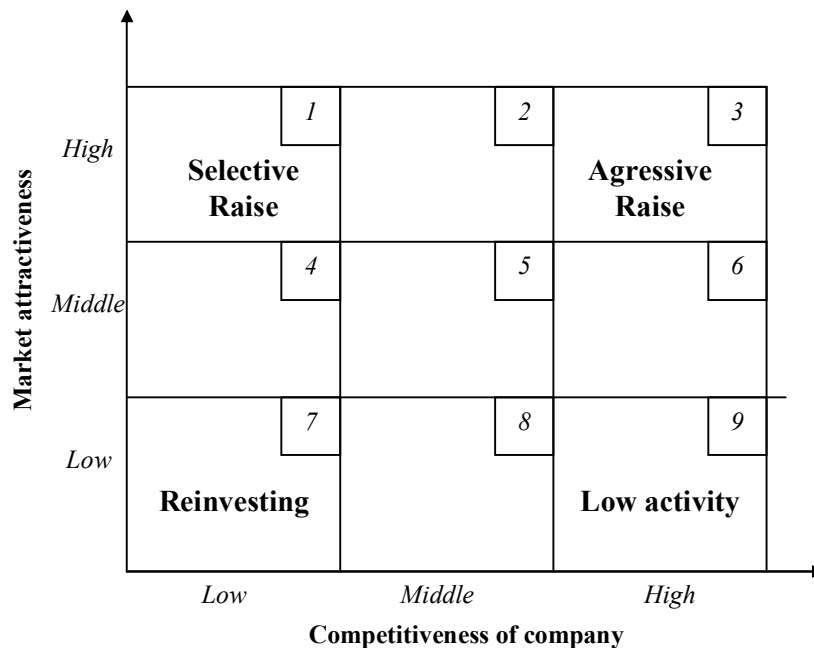 1
2
3
High
Selective
Raise
Agressive
Raise
4
5
6
Middle
Market attractiveness
7
8
9
Low
Reinvesting
Low activity
Low
Middle
High
Competitiveness of company